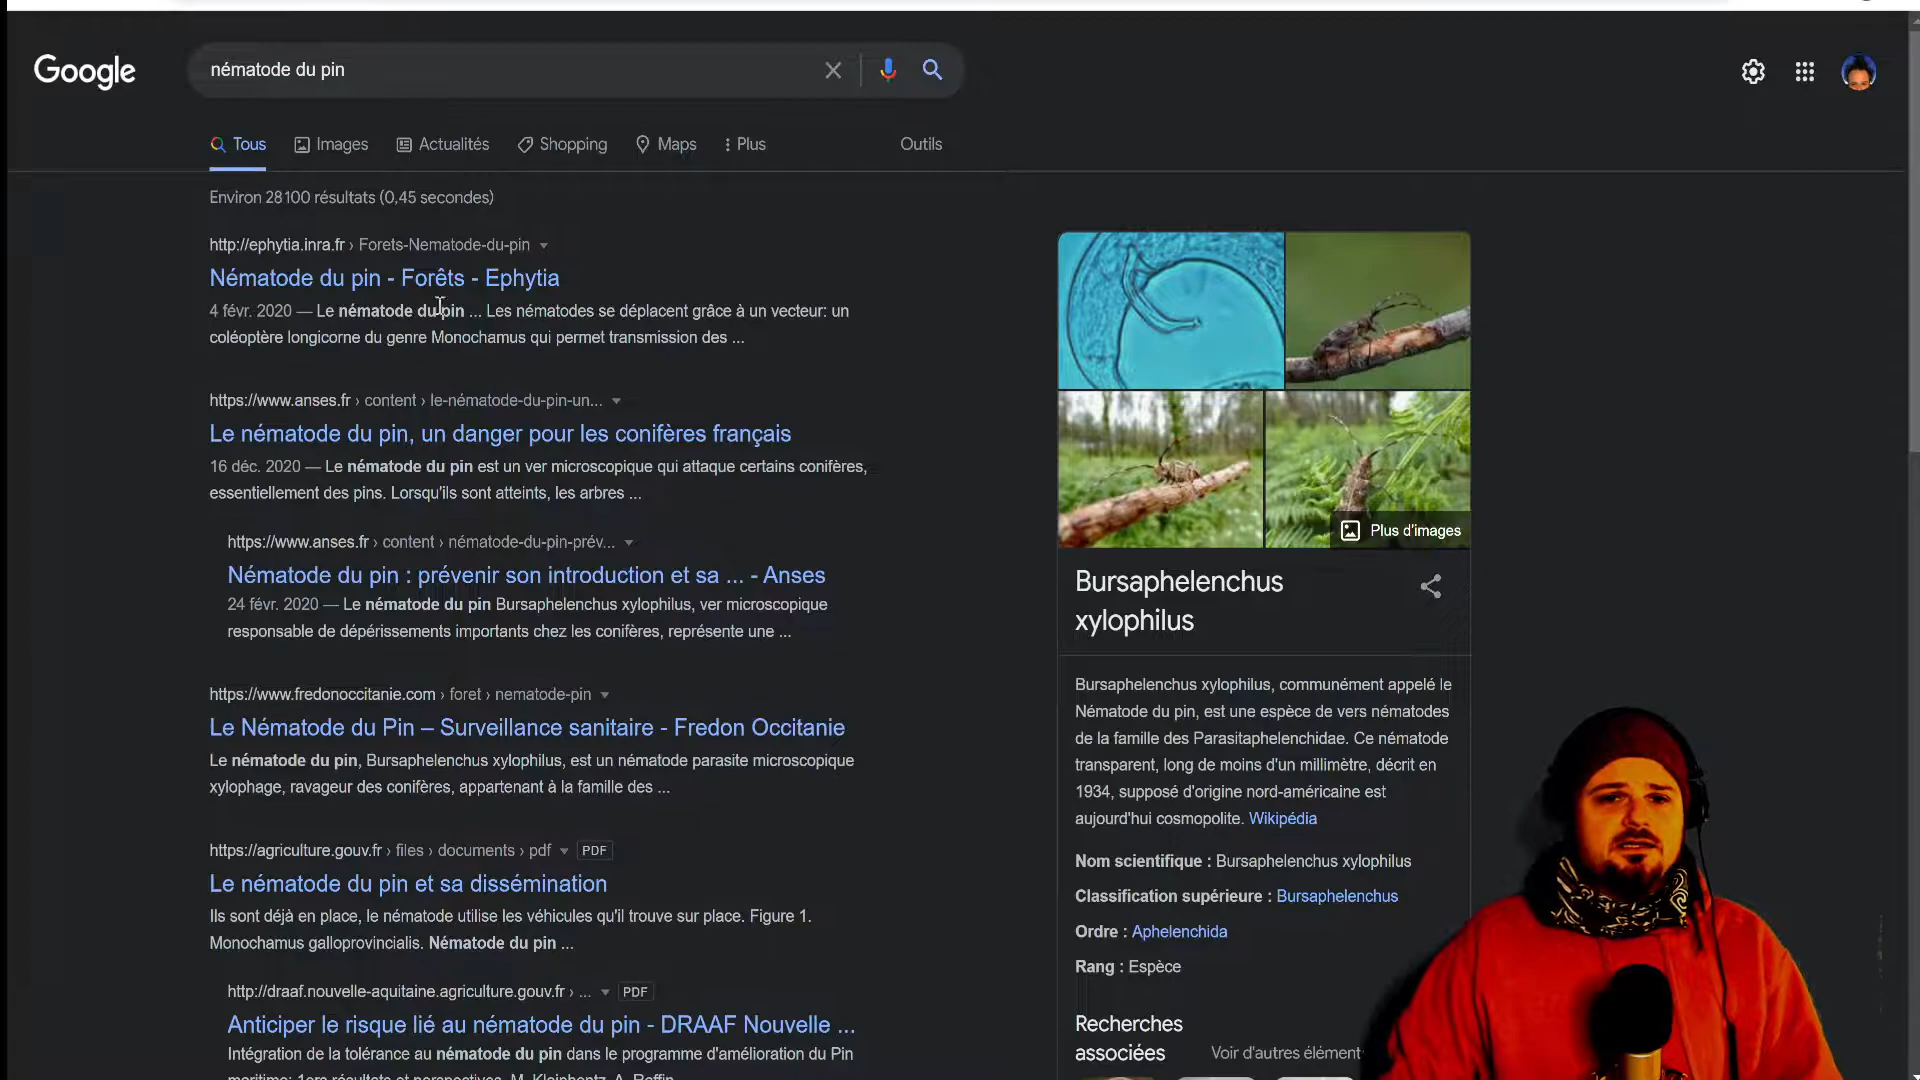 Google
nématode du pin
Tous
Images
Actualités
Shopping
Maps
Plus
Outils
Environ 28 100 résultats (0,45 secondes)
http://ephytia.inra.fr › Forets-Nematode-du-pin
Nématode du pin - Forêts - Ephytia
4 févr. 2020 — Le nématode du pin ... Les nématodes se déplacent grâce à un vecteur: un
coléoptère longicorne du genre Monochamus qui permet transmission des ...
https://www.anses.fr › content › le-nématode-du-pin-un...
Le nématode du pin, un danger pour les conifères français
16 déc. 2020 — Le nématode du pin est un ver microscopique qui attaque certains conifères,
essentiellement des pins. Lorsqu'ils sont atteints, les arbres ...
https://www.anses.fr › content › nématode-du-pin-prév...
Nématode du pin : prévenir son introduction et sa ... - Anses
24 févr. 2020 — Le nématode du pin Bursaphelenchus xylophilus, ver microscopique
responsable de dépérissements importants chez les conifères, représente une ...
https://www.fredonoccitanie.com › foret › nematode-pin
Le Nématode du Pin – Surveillance sanitaire - Fredon Occitanie
Le nématode du pin, Bursaphelenchus xylophilus, est un nématode parasite microscopique
xylophage, ravageur des conifères, appartenant à la famille des ...
https://agriculture.gouv.fr › files › documents › pdf PDF
Le nématode du pin et sa dissémination
Ils sont déjà en place, le nématode utilise les véhicules qu'il trouve sur place. Figure 1.
Monochamus galloprovincialis. Nématode du pin ...
http://draaf.nouvelle-aquitaine.agriculture.gouv.fr › ... PDF
Anticiper le risque lié au nématode du pin - DRAAF Nouvelle ...
Intégration de la tolérance au nématode du pin dans le programme d'amélioration du Pin
maritime: 1ers résultats et perspectives. M. Kleinhentz, A. Raffin
Plus d'images
Bursaphelenchus
xylophilus
Bursaphelenchus xylophilus, communément appelé le
Nématode du pin, est une espèce de vers nématodes
de la famille des Parasitaphelenchidae. Ce nématode
transparent, long de moins d'un millimètre, décrit en
1934, supposé d'origine nord-américaine est
aujourd'hui cosmopolite. Wikipédia
Nom scientifique : Bursaphelenchus xylophilus
Classification supérieure : Bursaphelenchus
Ordre : Aphelenchida
Rang : Espèce
Recherches
associées
Voir d'autres élément